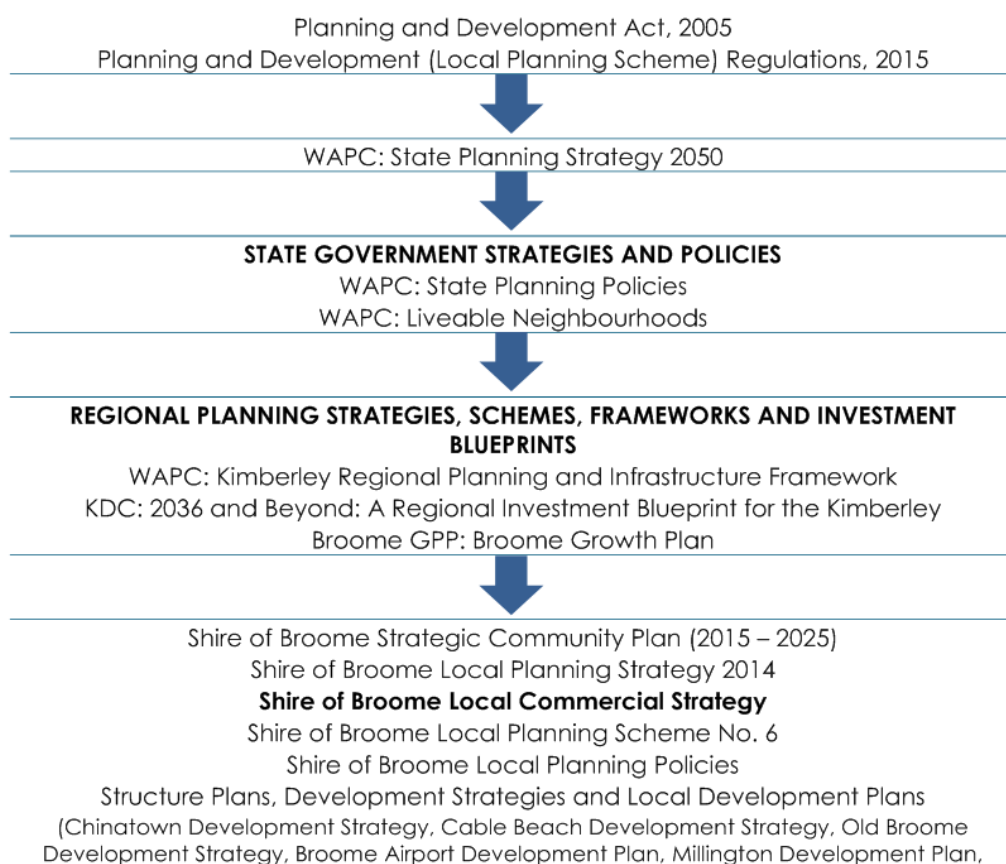 Planning and Development Act, 2005
Planning and Development (Local Planning Scheme) Regulations, 2015
WAPC: State Planning Strategy 2050
STATE GOVERNMENT STRATEGIES AND POLICIES
WAPC: State Planning Policies
WAPC: Liveable Neighbourhoods
REGIONAL PLANNING STRATEGIES, SCHEMES, FRAMEWORKS AND INVESTMENT
BLUEPRINTS
WAPC: Kimberley Regional Planning and Infrastructure Framework
KDC: 2036 and Beyond: A Regional Investment Blueprint for the Kimberley
Broome GPP: Broome Growth Plan
Shire of Broome Strategic Community Plan (2015 – 2025)
Shire of Broome Local Planning Strategy 2014
Shire of Broome Local Commercial Strategy
Shire of Broome Local Planning Scheme No. 6
Shire of Broome Local Planning Policies
Structure Plans, Development Strategies and Local Development Plans
(Chinatown Development Strategy, Cable Beach Development Strategy, Old Broome
Development Strategy, Broome Airport Development Plan, Millington Development Plan,